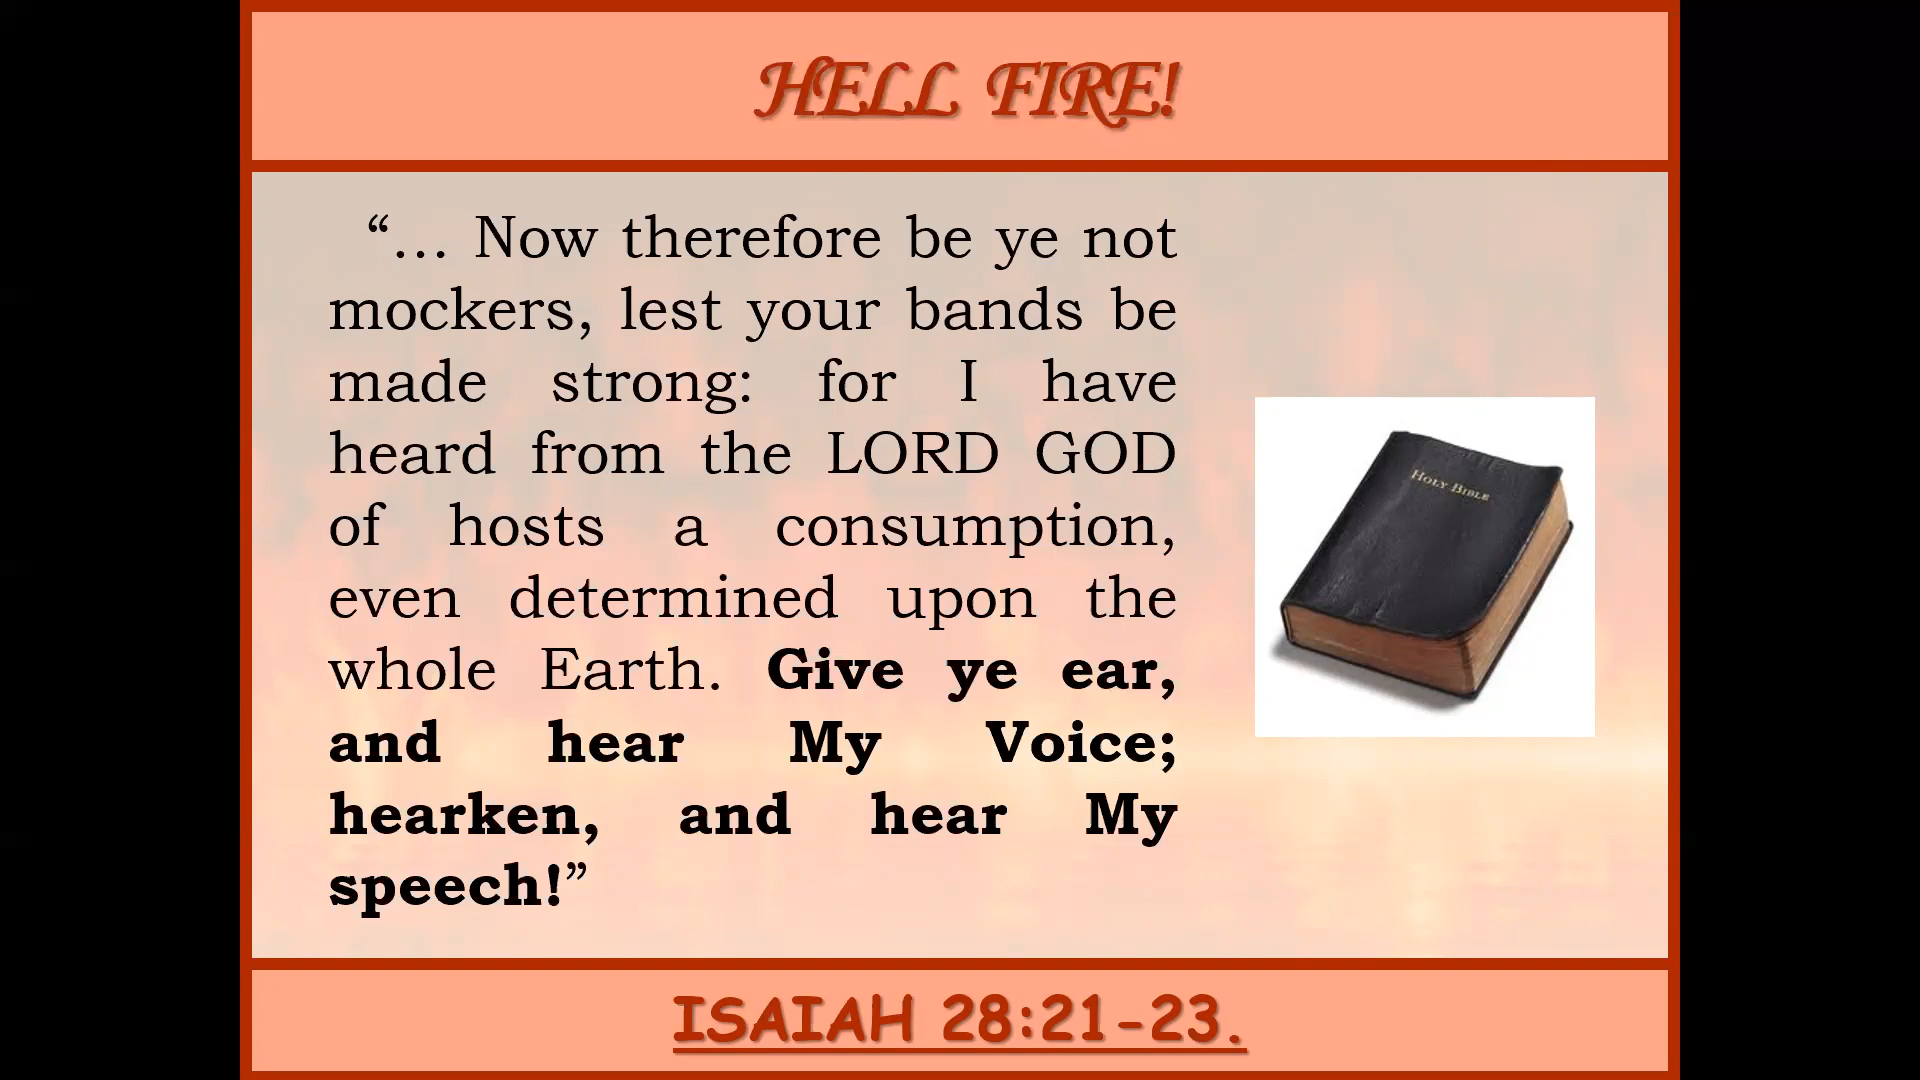 HELL FIRE!
“… Now therefore be ye not
mockers, lest your bands be
made strong: for I have
heard from the LORD GOD
of hosts a consumption,
even determined upon the
whole Earth. Give ye ear,
and hear My Voice;
hearken, and hear My
speech!”
HOLY BIBLE
ISAIAH 28:21-23.